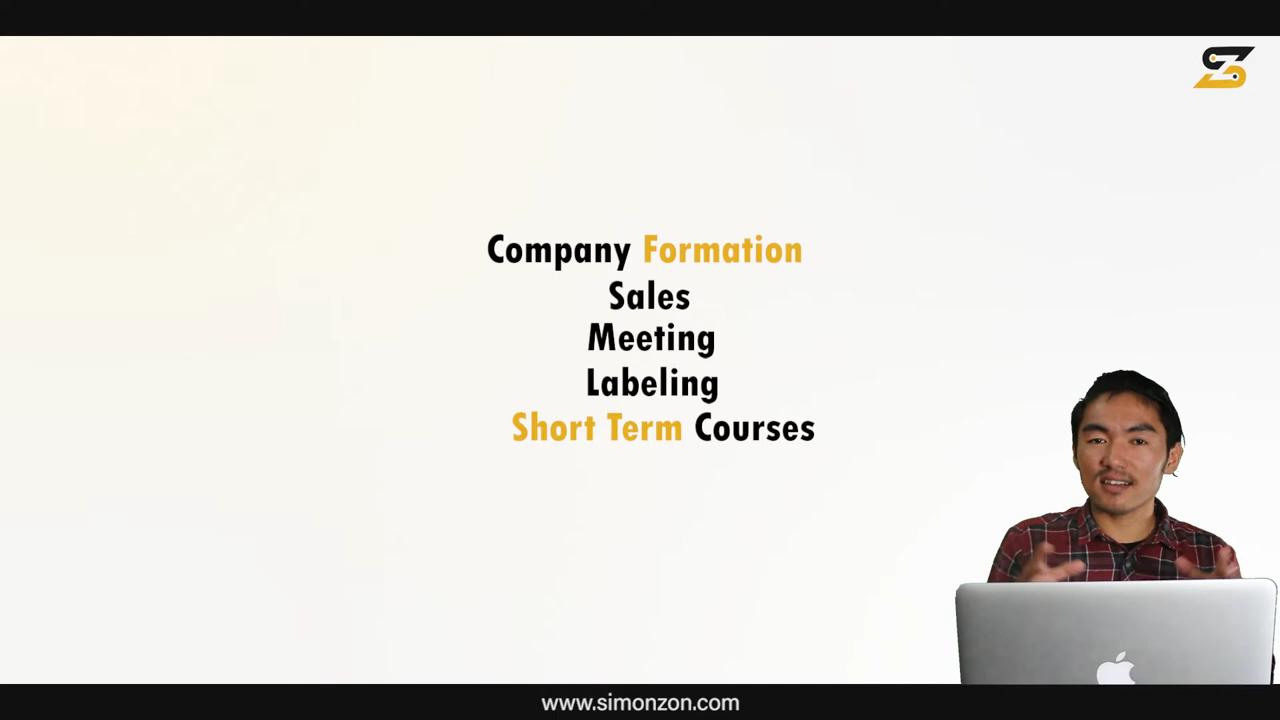 Company Formation
Sales
Meeting
Labeling
Short Term Courses
www.simonzon.com